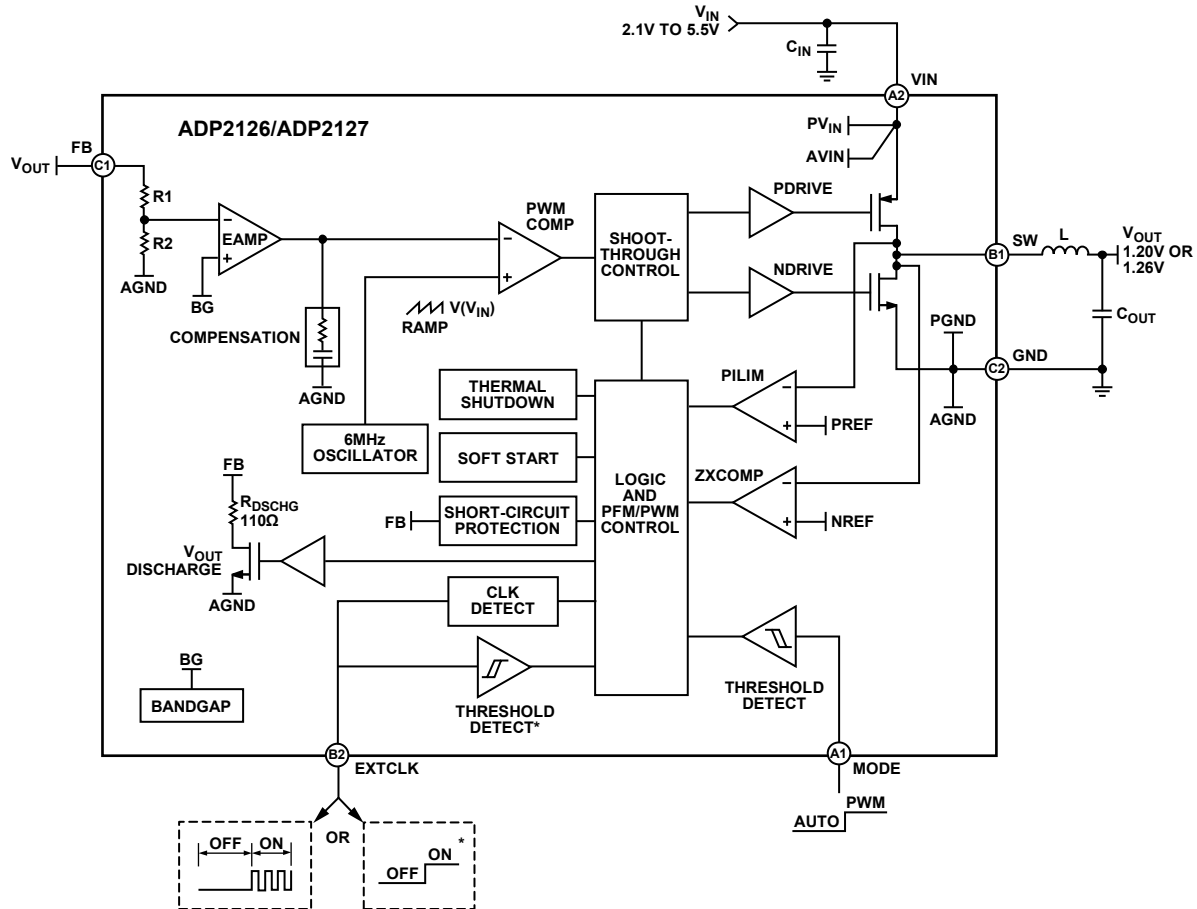 VIN
2.1V TO 5.5V
CIN
A2
VIN
ADP2126/ADP2127
PVIN
AVIN
FB
VOUT
C1
R1
R2
AGND
EAMP
−
+
BG
COMPENSATION
AGND
PWM
COMP
−
+
V(VIN)
RAMP
6MHz
OSCILLATOR
SHOOT-
THROUGH
CONTROL
PDRIVE
NDRIVE
B1
SW
L
VOUT
1.20V OR
1.26V
COUT
PGND
C2
GND
AGND
THERMAL
SHUTDOWN
SOFT START
FB
SHORT-CIRCUIT
PROTECTION
LOGIC
AND
PFM/PWM
CONTROL
PILIM
−
+
PREF
ZXCOMP
−
+
NREF
FB
RDSCHG
110Ω
VOUT
DISCHARGE
AGND
CLK
DETECT
THRESHOLD
DETECT*
THRESHOLD
DETECT
BG
BANDGAP
B2
EXTCLK
A1
MODE
OFF
ON
OR
OFF
ON
*
AUTO
PWM